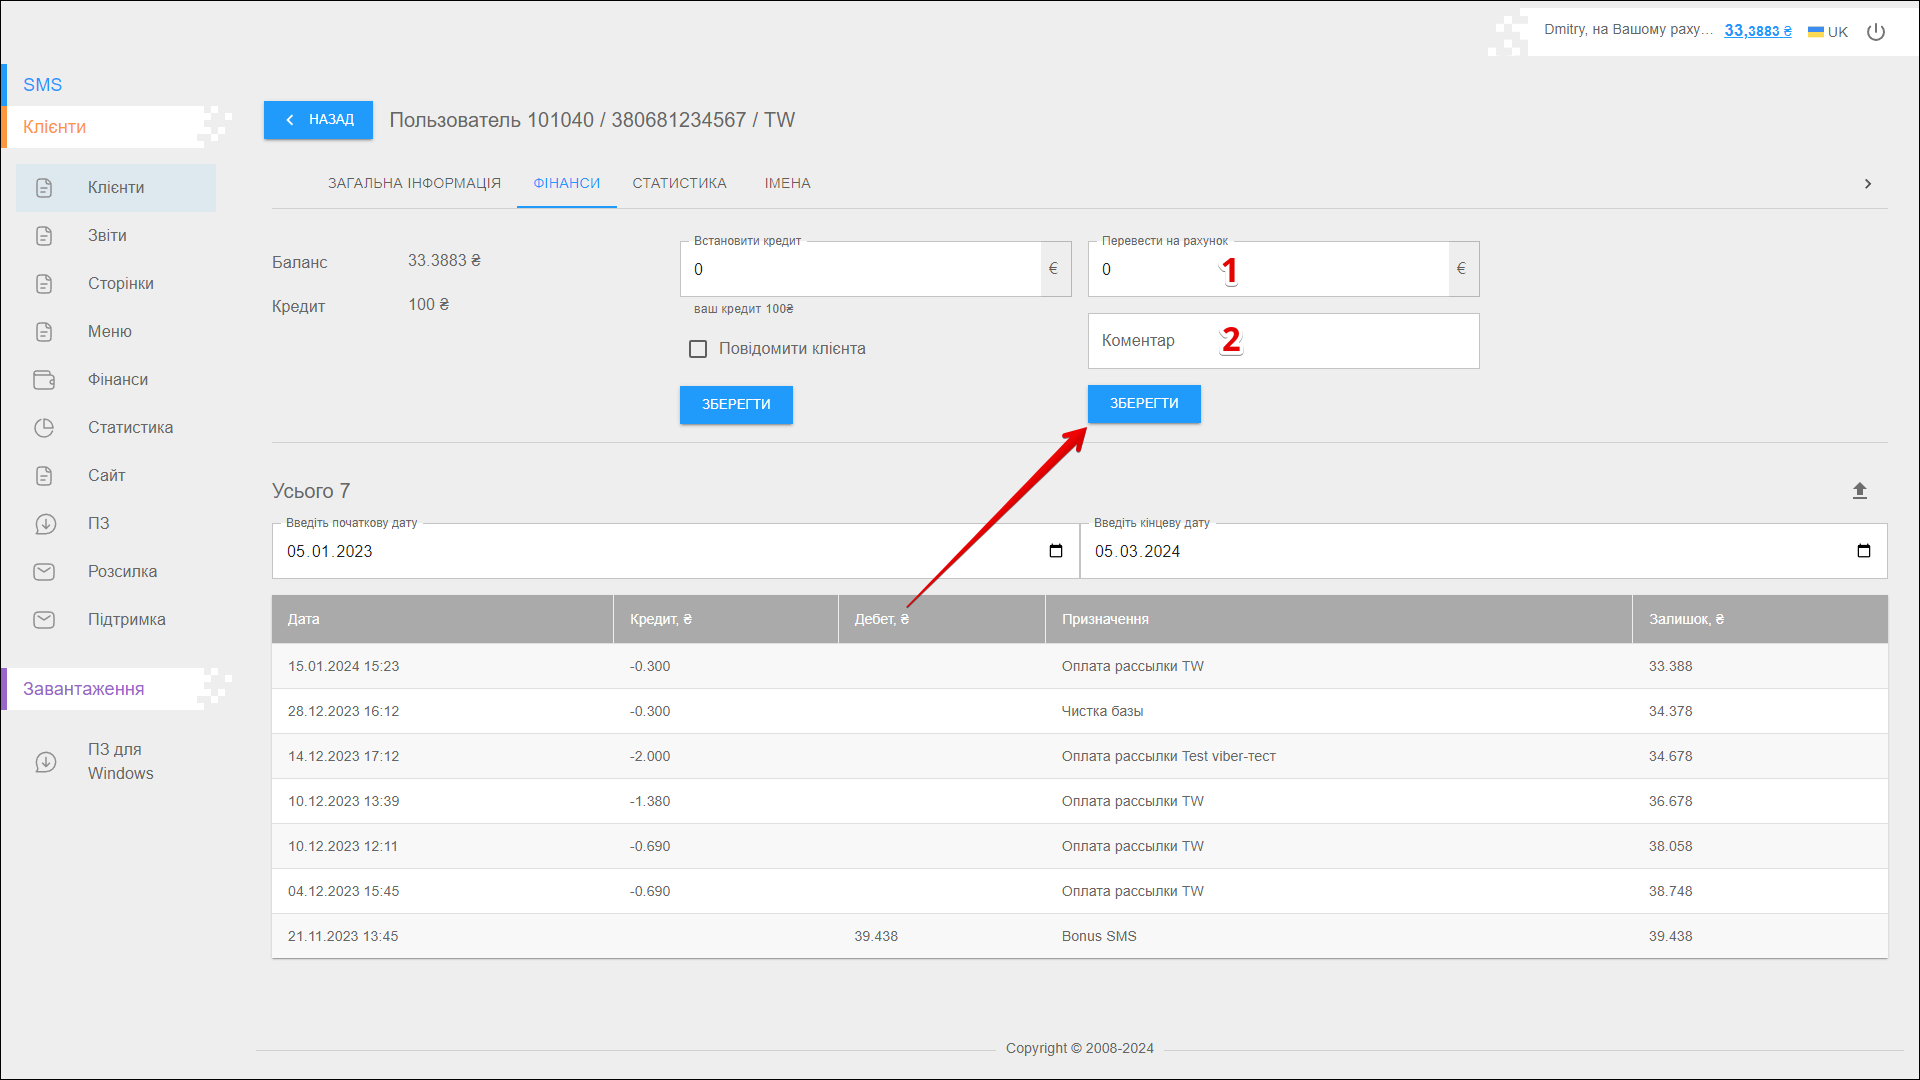 Dmitry, на Вашому раху... 33,3883 ₴ UK
SMS
Клієнти
Клієнти
Звіти
Сторінки
Меню
Фінанси
Статистика
Сайт
ПЗ
Розсилка
Підтримка
Завантаження
ПЗ для
Windows
НАЗАД Пользователь 101040 / 380681234567 / TW
ЗАГАЛЬНА ІНФОРМАЦІЯ ФІНАНСИ СТАТИСТИКА ІМЕНА
Баланс 33.3883 ₴
Кредит 100 ₴
Встановити кредит
0 €
ваш кредит 100₴
Повідомити клієнта
ЗБЕРЕГТИ
Перевести на рахунок
0 1 €
Коментар 2
ЗБЕРЕГТИ
Усього 7
Введіть початкову дату
05.01.2023
Введіть кінцеву дату
05.03.2024
Дата Кредит, ₴ Дебет, ₴ Призначення Залишок, ₴
15.01.2024 15:23 -0.300 Оплата рассылки TW 33.388
28.12.2023 16:12 -0.300 Чистка базы 34.378
14.12.2023 17:12 -2.000 Оплата рассылки Test viber-тест 34.678
10.12.2023 13:39 -1.380 Оплата рассылки TW 36.678
10.12.2023 12:11 -0.690 Оплата рассылки TW 38.058
04.12.2023 15:45 -0.690 Оплата рассылки TW 38.748
21.11.2023 13:45 39.438 Bonus SMS 39.438
Copyright © 2008-2024